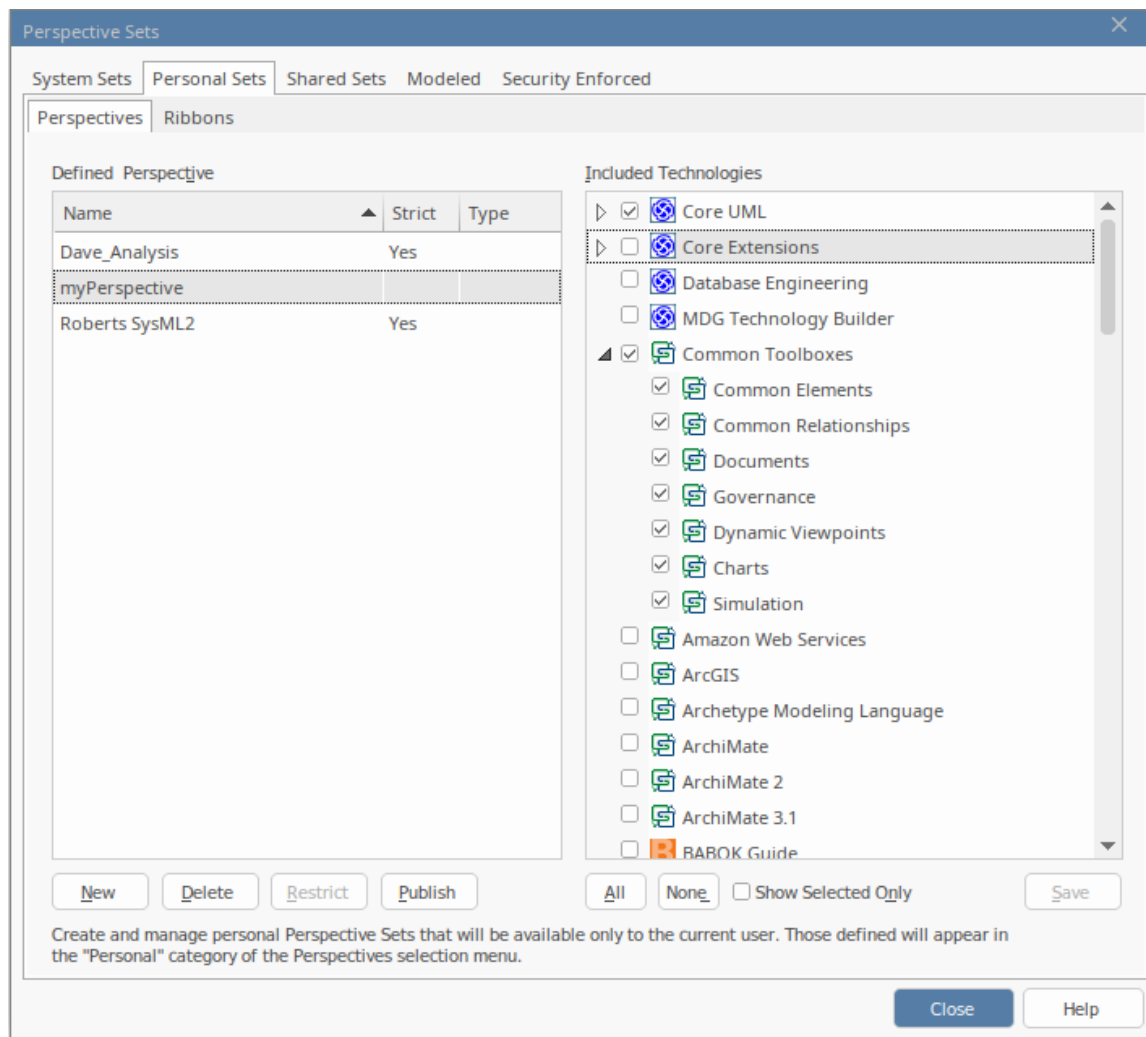 Perspective Sets
System Sets Personal Sets Shared Sets Modeled Security Enforced
Perspectives Ribbons
Defined Perspective
Name Strict Type
Dave_Analysis Yes
myPerspective
Roberts SysML2 Yes
New Delete Restrict Publish
Included Technologies
Core UML
Core Extensions
Database Engineering
MDG Technology Builder
Common Toolboxes
Common Elements
Common Relationships
Documents
Governance
Dynamic Viewpoints
Charts
Simulation
Amazon Web Services
ArcGIS
Archetype Modeling Language
ArchiMate
ArchiMate 2
ArchiMate 3.1
BABOK Guide
All None Show Selected Only Save
Create and manage personal Perspective Sets that will be available only to the current user. Those defined will appear in
the "Personal" category of the Perspectives selection menu.
Close Help